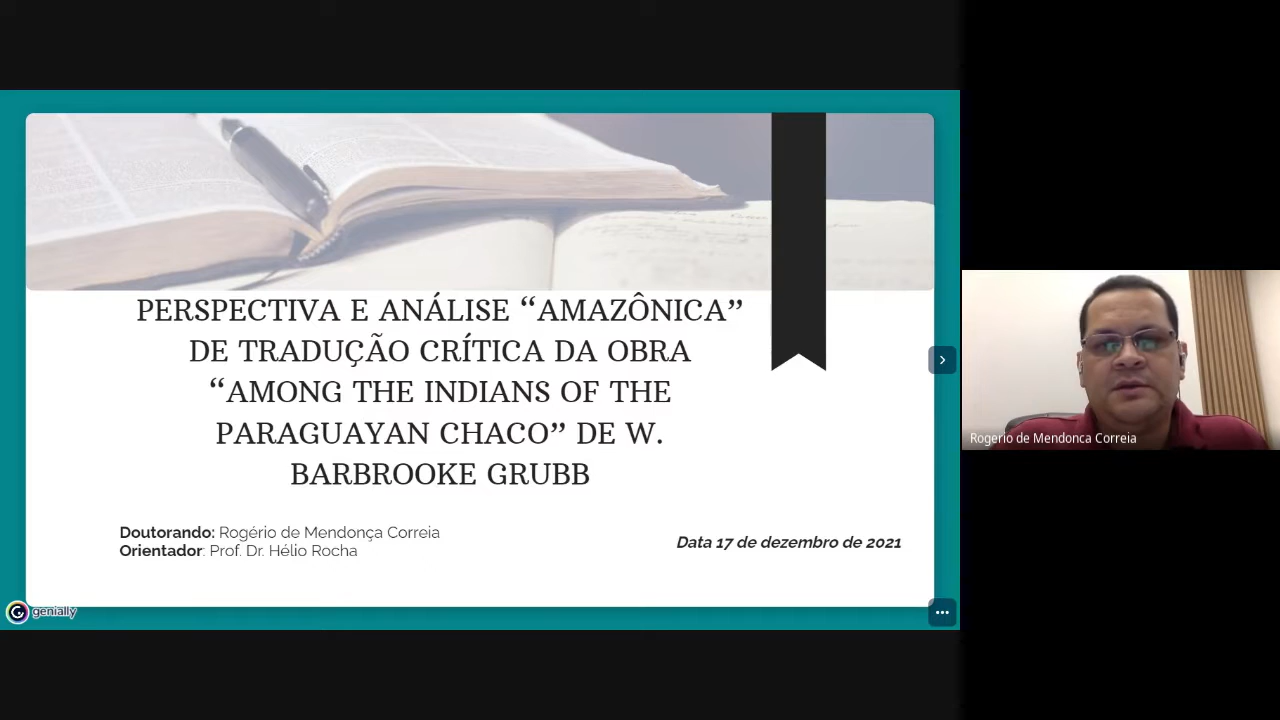 PERSPECTIVA E ANÁLISE “AMAZÔNICA”
DE TRADUÇÃO CRÍTICA DA OBRA
“AMONG THE INDIANS OF THE
PARAGUAYAN CHACO” DE W.
BARBROOKE GRUBB
Doutorando: Rogério de Mendonça Correia
Orientador: Prof. Dr. Hélio Rocha
Data 17 de dezembro de 2021
genially
Rogerio de Mendonca Correia